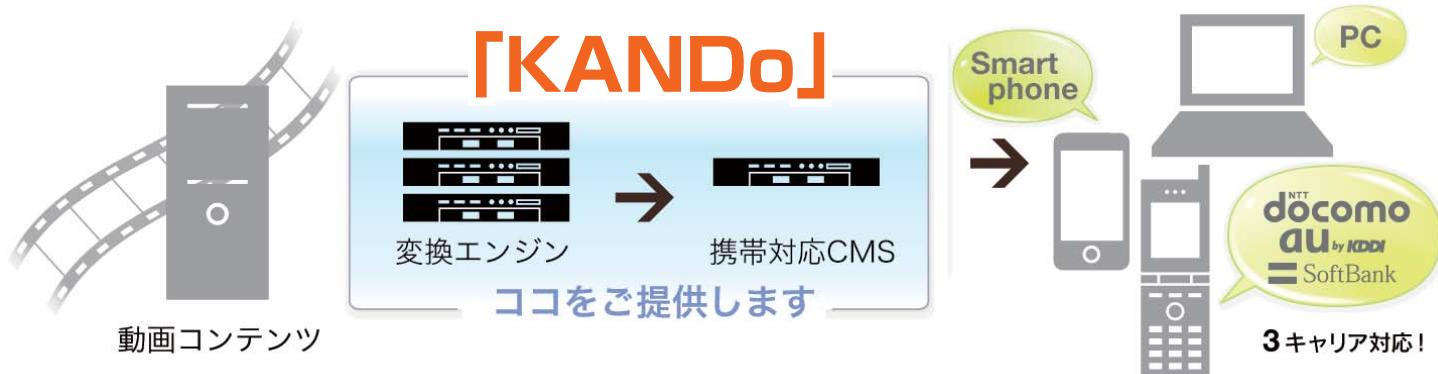 「KANDo」
変換エンジン
携帯対応CMS
ココをご提供します
動画コンテンツ
Smart
phone
PC
NTT
docomo
au by KDDI
SoftBank
3キャリア対応!